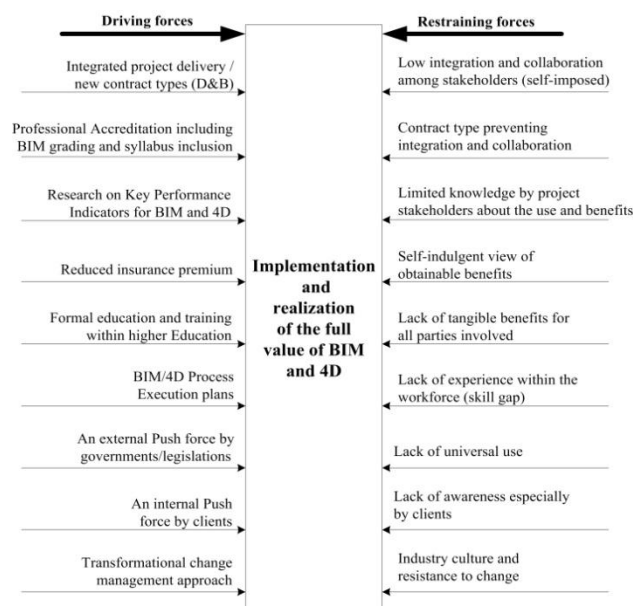 Driving forces
Restraining forces
Integrated project delivery /
new contract types (D&B)
Low integration and collaboration
among stakeholders (self-imposed)
Professional Accreditation including
BIM grading and syllabus inclusion
Contract type preventing
integration and collaboration
Research on Key Performance
Indicators for BIM and 4D
Limited knowledge by project
stakeholders about the use and benefits
Reduced insurance premium
Self-indulgent view of
obtainable benefits
Formal education and training
within higher Education
Lack of tangible benefits for
all parties involved
BIM/4D Process
Execution plans
Lack of experience within the
workforce (skill gap)
An external Push force by
governments/legislations
Lack of universal use
An internal Push
force by clients
Lack of awareness especially
by clients
Transformational change
management approach
Industry culture and
resistance to change
Implementation
and
realization
of the full
value of BIM
and 4D